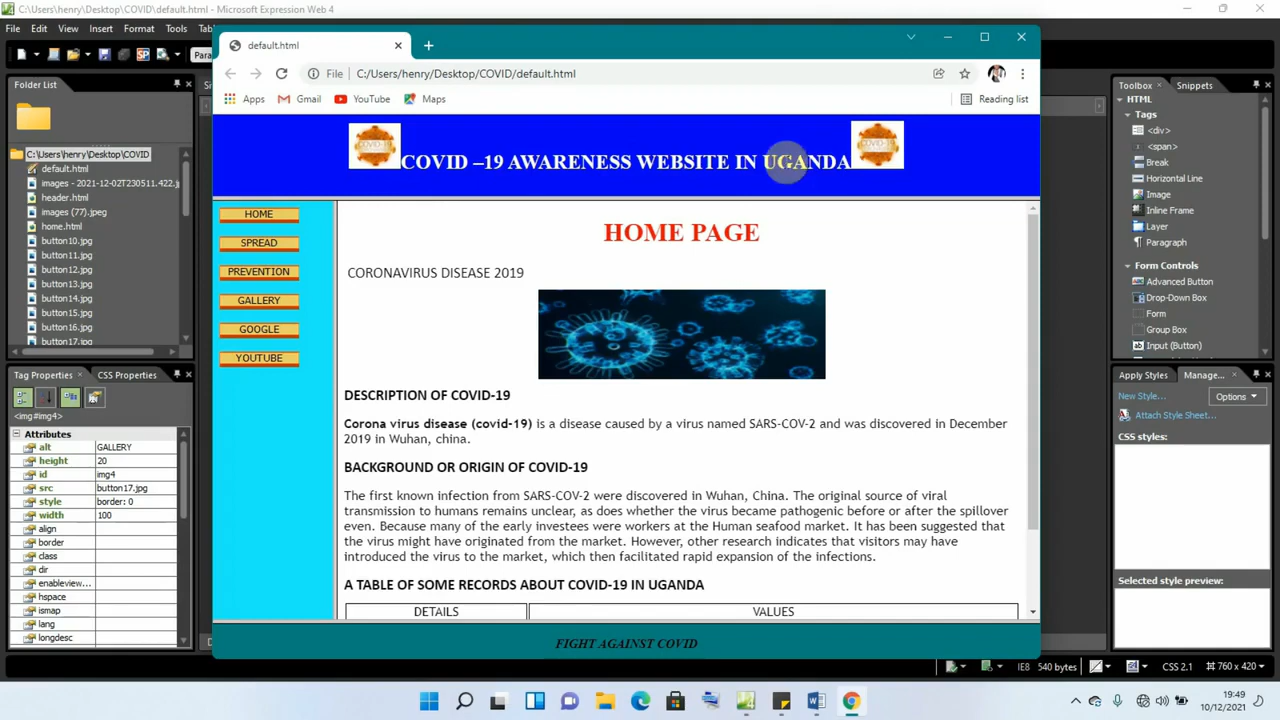 C:\Users\henry\Desktop\COVID\default.html - Microsoft Expression Web 4
File Edit View Insert Format Tools
Folder List
C:\Users\henry\Desktop\COVID
default.html
images - 2021-12-02T230511.422.j
header.html
images (77).jpeg
home.html
button10.jpg
button11.jpg
button12.jpg
button13.jpg
button14.jpg
button15.jpg
button16.jpg
button17.jpg
Tag Properties CSS Properties
<img#img4>
Attributes
alt GALLERY
height 20
id img4
src button17.jpg
style border: 0
width 100
align
border
class
dir
enableview...
hspace
ismap
lang
longdesc
default.html
File C:/Users/henry/Desktop/COVID/default.html
Apps Gmail YouTube Maps Reading list
COVID –19 AWARENESS WEBSITE IN UGANDA
HOME
SPREAD
PREVENTION
GALLERY
GOOGLE
YOUTUBE
HOME PAGE
CORONAVIRUS DISEASE 2019
DESCRIPTION OF COVID-19
Corona virus disease (covid-19) is a disease caused by a virus named SARS-COV-2 and was discovered in December
2019 in Wuhan, china.
BACKGROUND OR ORIGIN OF COVID-19
The first known infection from SARS-COV-2 were discovered in Wuhan, China. The original source of viral
transmission to humans remains unclear, as does whether the virus became pathogenic before or after the spillover
even. Because many of the early investees were workers at the Human seafood market. It has been suggested that
the virus might have originated from the market. However, other research indicates that visitors may have
introduced the virus to the market, which then facilitated rapid expansion of the infections.
A TABLE OF SOME RECORDS ABOUT COVID-19 IN UGANDA
DETAILS VALUES
FIGHT AGAINST COVID
Toolbox Snippets
HTML
Tags
<div>
<span>
Break
Horizontal Line
Image
Inline Frame
Layer
Paragraph
Form Controls
Advanced Button
Drop-Down Box
Form
Group Box
Input (Button)
Apply Styles Manage...
New Style... Options
Attach Style Sheet...
CSS styles:
Selected style preview:
IE8 540 bytes CSS 2.1 760 x 420
19:49
10/12/2021